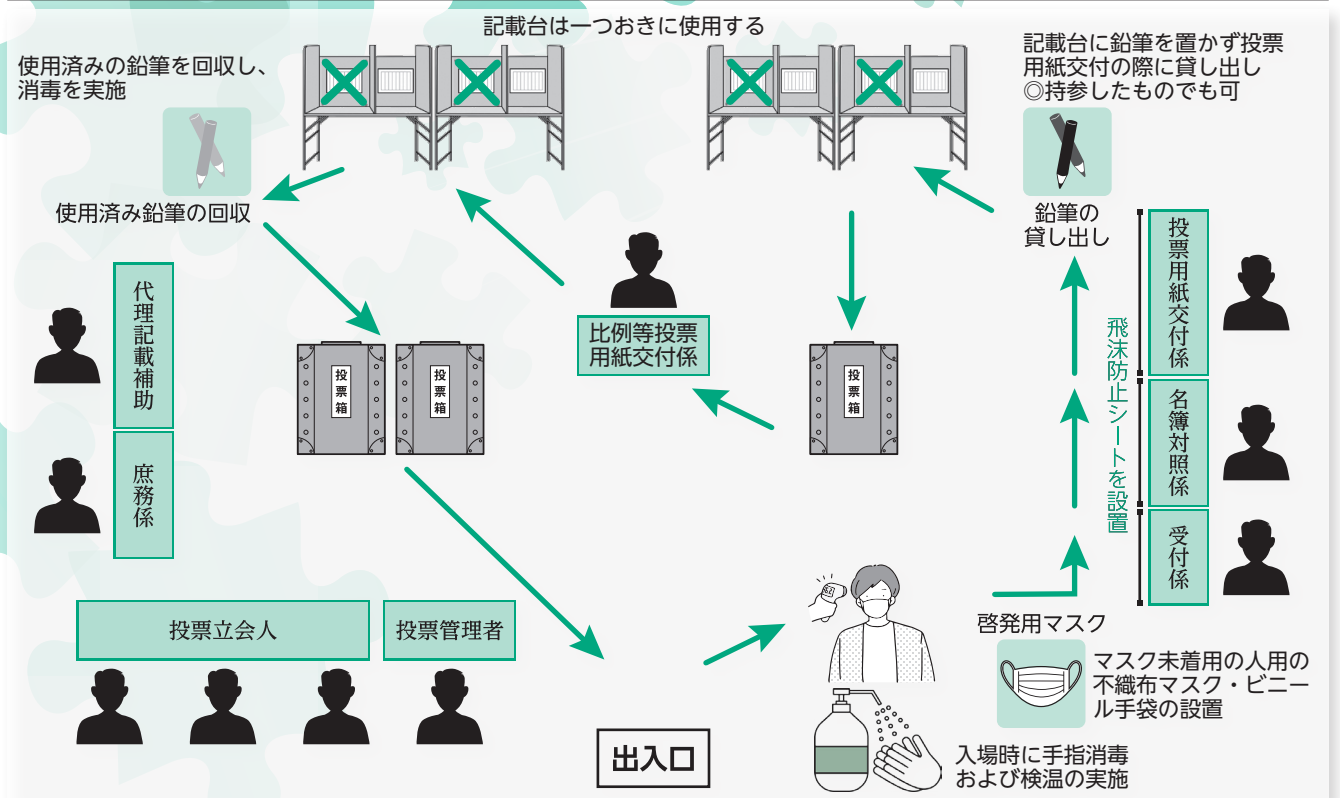 記載台は一つおきに使用する
使用済みの鉛筆を回収し、
消毒を実施
記載台に鉛筆を置かず投票
用紙交付の際に貸し出し
◎持参したものでも可
使用済み鉛筆の回収
鉛筆の
貸し出し
投票用紙交付係
代理記載補助
比例等投票
用紙交付係
飛沫防止シートを設置
投票箱
投票箱
投票箱
名簿対照係
庶務係
受付係
投票立会人
投票管理者
啓発用マスク
マスク未着用の人用の
不織布マスク・ビニー
ル手袋の設置
出入口
入場時に手指消毒
および検温の実施